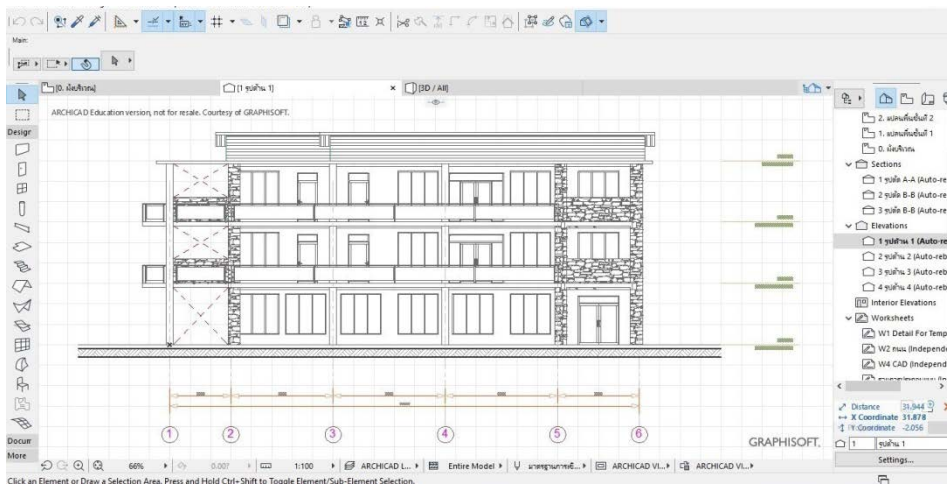 Main:
[0. ผังบริเวณ]
[1 รูปด้าน 1]
[3D / All]
ARCHICAD Education version, not for resale. Courtesy of GRAPHISOFT.
Design
Docum
More
2. แปลนพื้นชั้นที่ 2
1. แปลนพื้นชั้นที่ 1
0. ผังบริเวณ
Sections
1 รูปตัด A-A (Auto-re
2 รูปตัด B-B (Auto-re
3 รูปตัด B-B (Auto-re
Elevations
1 รูปด้าน 1 (Auto-re
2 รูปด้าน 2 (Auto-reb
3 รูปด้าน 3 (Auto-reb
4 รูปด้าน 4 (Auto-reb
Interior Elevations
Worksheets
W1 Detail For Temp
W2 ถนน (Independ
W4 CAD (Independ
Distance 31.944
X Coordinate 31.878
Y Coordinate -2.056
1 รูปด้าน 1
Settings...
1 2 3 4 5 6
GRAPHISOFT.
66% 0.00° 1:100 ARCHICAD L... Entire Model ARCHICAD VI... ARCHICAD VI...
Click an Element or Draw a Selection Area. Press and Hold Ctrl+Shift to Toggle Element/Sub-Element Selection.